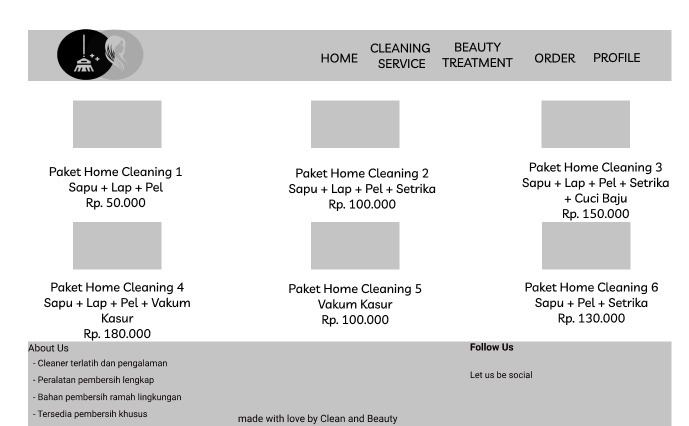 HOME
CLEANING
SERVICE
BEAUTY
TREATMENT
ORDER
PROFILE
Paket Home Cleaning 1
Sapu + Lap + Pel
Rp. 50.000
Paket Home Cleaning 2
Sapu + Lap + Pel + Setrika
Rp. 100.000
Paket Home Cleaning 3
Sapu + Lap + Pel + Setrika
+ Cuci Baju
Rp. 150.000
Paket Home Cleaning 4
Sapu + Lap + Pel + Vakum
Kasur
Rp. 180.000
Paket Home Cleaning 5
Vakum Kasur
Rp. 100.000
Paket Home Cleaning 6
Sapu + Pel + Setrika
Rp. 130.000
About Us
- Cleaner terlatih dan pengalaman
- Peralatan pembersih lengkap
- Bahan pembersih ramah lingkungan
- Tersedia pembersih khusus
Follow Us
Let us be social
made with love by Clean and Beauty